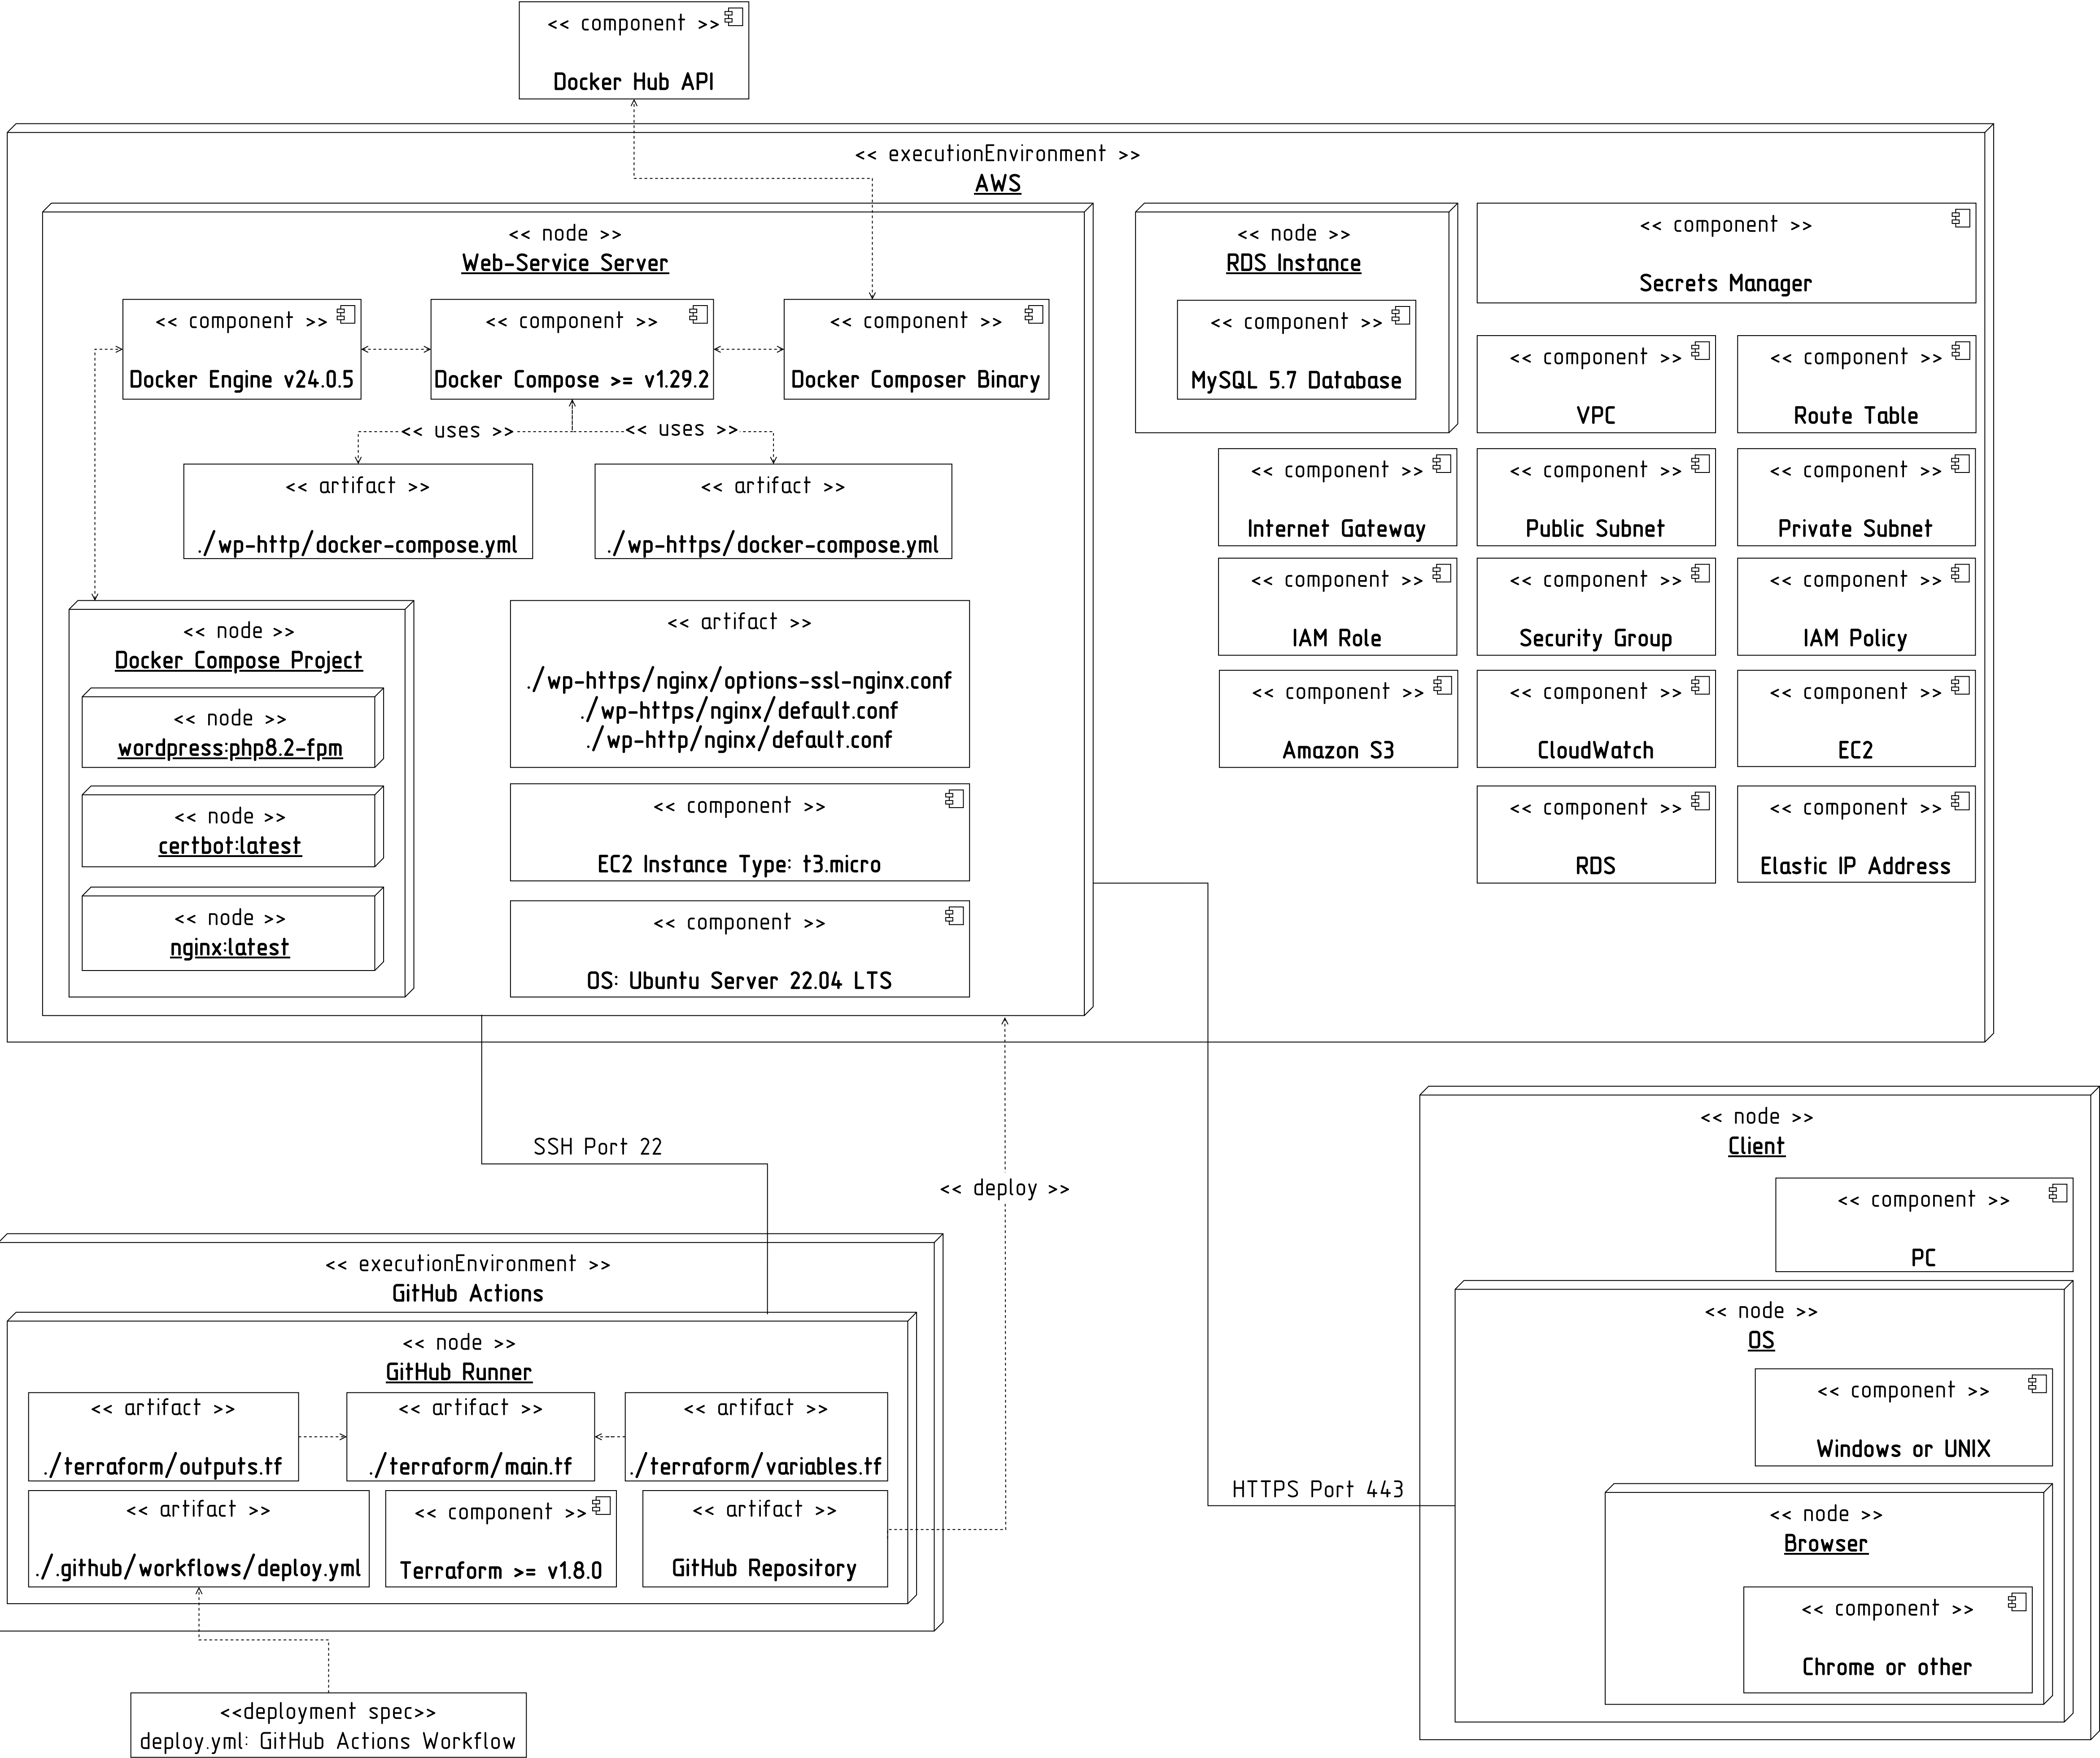 << component >>
Docker Hub API
<< executionEnvironment >>
AWS
<< node >>
Web-Service Server
<< component >>
Docker Engine v24.0.5
<< component >>
Docker Compose >= v1.29.2
<< component >>
Docker Composer Binary
<< uses >>
<< uses >>
<< artifact >>
./wp-http/docker-compose.yml
<< artifact >>
./wp-https/docker-compose.yml
<< node >>
Docker Compose Project
<< node >>
wordpress:php8.2-fpm
<< node >>
certbot:latest
<< node >>
nginx:latest
<< artifact >>
./wp-https/nginx/options-ssl-nginx.conf
./wp-https/nginx/default.conf
./wp-http/nginx/default.conf
<< component >>
EC2 Instance Type: t3.micro
<< component >>
OS: Ubuntu Server 22.04 LTS
<< node >>
RDS Instance
<< component >>
MySQL 5.7 Database
<< component >>
Secrets Manager
<< component >>
VPC
<< component >>
Route Table
<< component >>
Internet Gateway
<< component >>
Public Subnet
<< component >>
Private Subnet
<< component >>
IAM Role
<< component >>
Security Group
<< component >>
IAM Policy
<< component >>
Amazon S3
<< component >>
CloudWatch
<< component >>
EC2
<< component >>
RDS
<< component >>
Elastic IP Address
SSH Port 22
<< deploy >>
HTTPS Port 443
<< executionEnvironment >>
GitHub Actions
<< node >>
GitHub Runner
<< artifact >>
./terraform/outputs.tf
<< artifact >>
./terraform/main.tf
<< artifact >>
./terraform/variables.tf
<< artifact >>
./.github/workflows/deploy.yml
<< component >>
Terraform >= v1.8.0
<< artifact >>
GitHub Repository
<<deployment spec>>
deploy.yml: GitHub Actions Workflow
<< node >>
Client
<< component >>
PC
<< node >>
OS
<< component >>
Windows or UNIX
<< node >>
Browser
<< component >>
Chrome or other